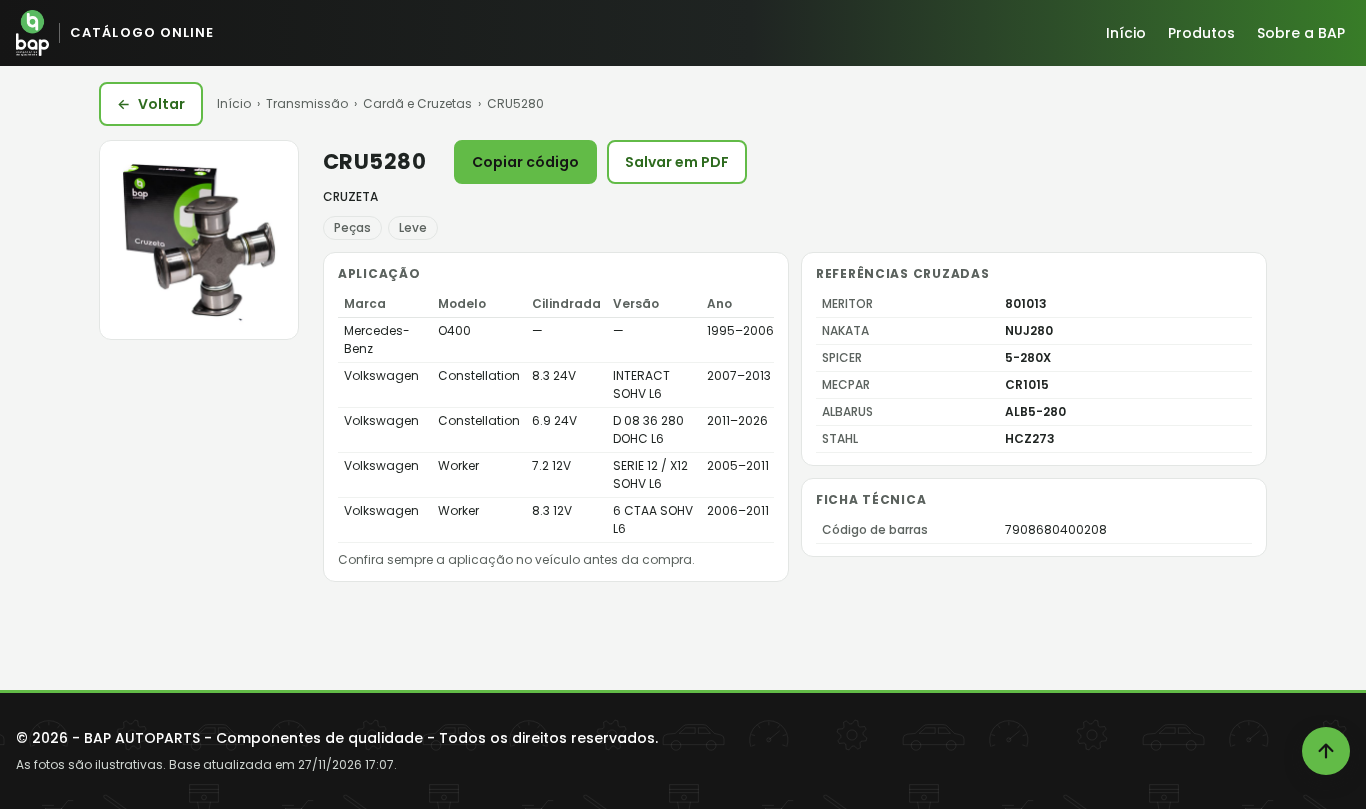 bap
CATÁLOGO ONLINE
Início
Produtos
Sobre a BAP
← Voltar
Início › Transmissão › Cardã e Cruzetas › CRU5280
bap
Cruzeta
CRU5280
Copiar código
Salvar em PDF
CRUZETA
Peças
Leve
APLICAÇÃO
Marca Modelo Cilindrada Versão Ano
Mercedes-Benz O400 — — 1995–2006
Volkswagen Constellation 8.3 24V INTERACT SOHV L6 2007–2013
Volkswagen Constellation 6.9 24V D 08 36 280 DOHC L6 2011–2026
Volkswagen Worker 7.2 12V SERIE 12 / X12 SOHV L6 2005–2011
Volkswagen Worker 8.3 12V 6 CTAA SOHV L6 2006–2011
Confira sempre a aplicação no veículo antes da compra.
REFERÊNCIAS CRUZADAS
MERITOR 801013
NAKATA NUJ280
SPICER 5-280X
MECPAR CR1015
ALBARUS ALB5-280
STAHL HCZ273
FICHA TÉCNICA
Código de barras 7908680400208
© 2026 - BAP AUTOPARTS - Componentes de qualidade - Todos os direitos reservados.
As fotos são ilustrativas. Base atualizada em 27/11/2026 17:07.